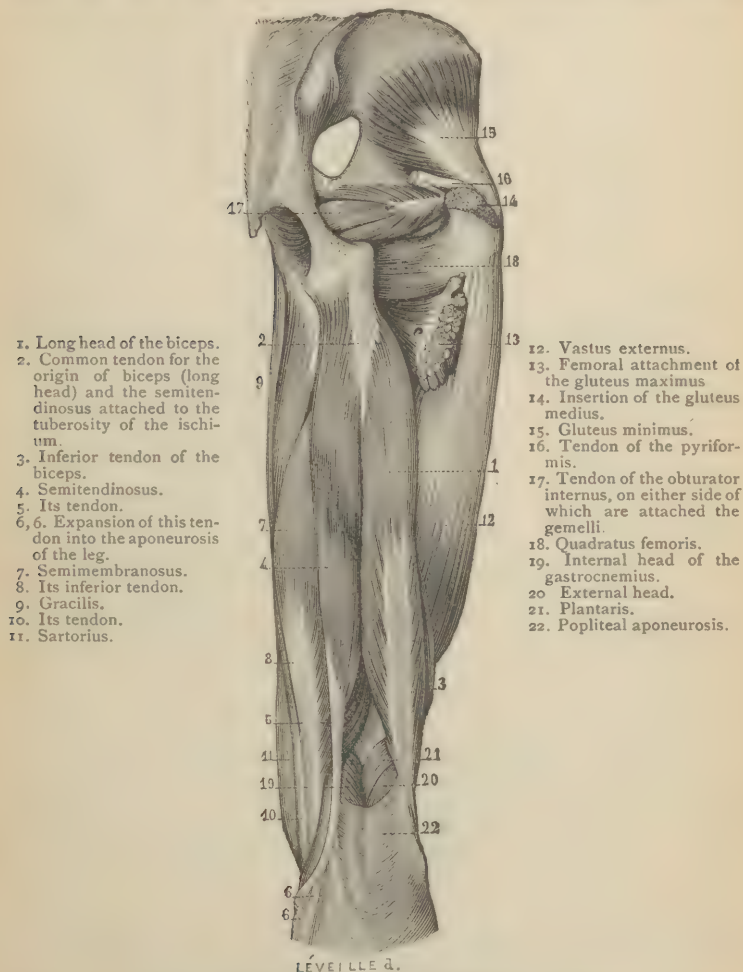 15
16
17
14
18
2
13
9
1
12
7
4
8
3
5
11
21
19
20
10
22
6
6
1. Long head of the biceps.
2. Common tendon for the
origin of biceps (long
head) and the semiten-
dinosus attached to the
tuberosity of the ischi-
um.
3. Inferior tendon of the
biceps.
4. Semitendinosus.
5. Its tendon.
6, 6. Expansion of this ten-
don into the aponeurosis
of the leg.
7. Semimembranosus.
8. Its inferior tendon.
9. Gracilis.
10. Its tendon.
11. Sartorius.
12. Vastus externus.
13. Femoral attachment of
the gluteus maximus
14. Insertion of the gluteus
medius.
15. Gluteus minimus.
16. Tendon of the pyrifor-
mis.
17. Tendon of the obturator
internus, on either side of
which are attached the
gemelli.
18. Quadratus femoris.
19. Internal head of the
gastrocnemius.
20 External head.
21. Plantaris.
22. Popliteal aponeurosis.
LÉVEILLE d.